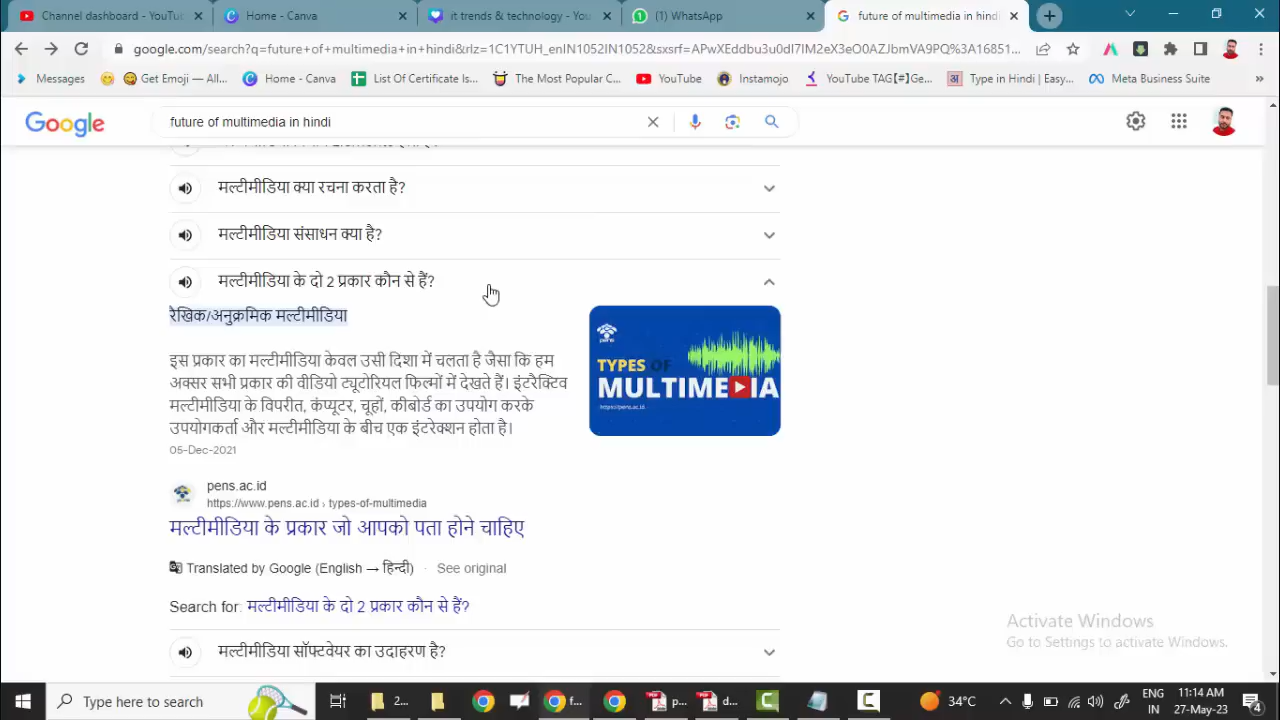 Channel dashboard - YouTu
Home - Canva
it trends & technology - You
(1) WhatsApp
future of multimedia in hindi
google.com/search?q=future+of+multimedia+in+hindi&rlz=1C1YTUH_enIN1052IN1052&sxsrf=APwXEddbu3u0dI7IM2eX3eO0AZJbmVA9PQ%3A16851...
Messages
Get Emoji — All...
Home - Canva
List Of Certificate Is...
The Most Popular C...
YouTube
Instamojo
YouTube TAG【#】Ge...
Type in Hindi | Easy...
Meta Business Suite
»
Google
future of multimedia in hindi
मल्टीमीडिया क्या रचना करता है?
मल्टीमीडिया संसाधन क्या है?
मल्टीमीडिया के दो 2 प्रकार कौन से हैं?
रैखिक/अनुक्रमिक मल्टीमीडिया
इस प्रकार का मल्टीमीडिया केवल उसी दिशा में चलता है जैसा कि हम
अक्सर सभी प्रकार की वीडियो ट्यूटोरियल फिल्मों में देखते हैं। इंटरैक्टिव
मल्टीमीडिया के विपरीत, कंप्यूटर, चूहों, कीबोर्ड का उपयोग करके
उपयोगकर्ता और मल्टीमीडिया के बीच एक इंटरेक्शन होता है।
05-Dec-2021
pens
TYPES OF
MULTIMEDIA
https://pens.ac.id
pens.ac.id
https://www.pens.ac.id › types-of-multimedia
मल्टीमीडिया के प्रकार जो आपको पता होने चाहिए
Translated by Google (English → हिन्दी) · See original
Search for: मल्टीमीडिया के दो 2 प्रकार कौन से हैं?
मल्टीमीडिया सॉफ्टवेयर का उदाहरण है?
Activate Windows
Go to Settings to activate Windows.
Type here to search
2...
f...
p...
d...
34°C
ENG
IN
11:14 AM
27-May-23
4